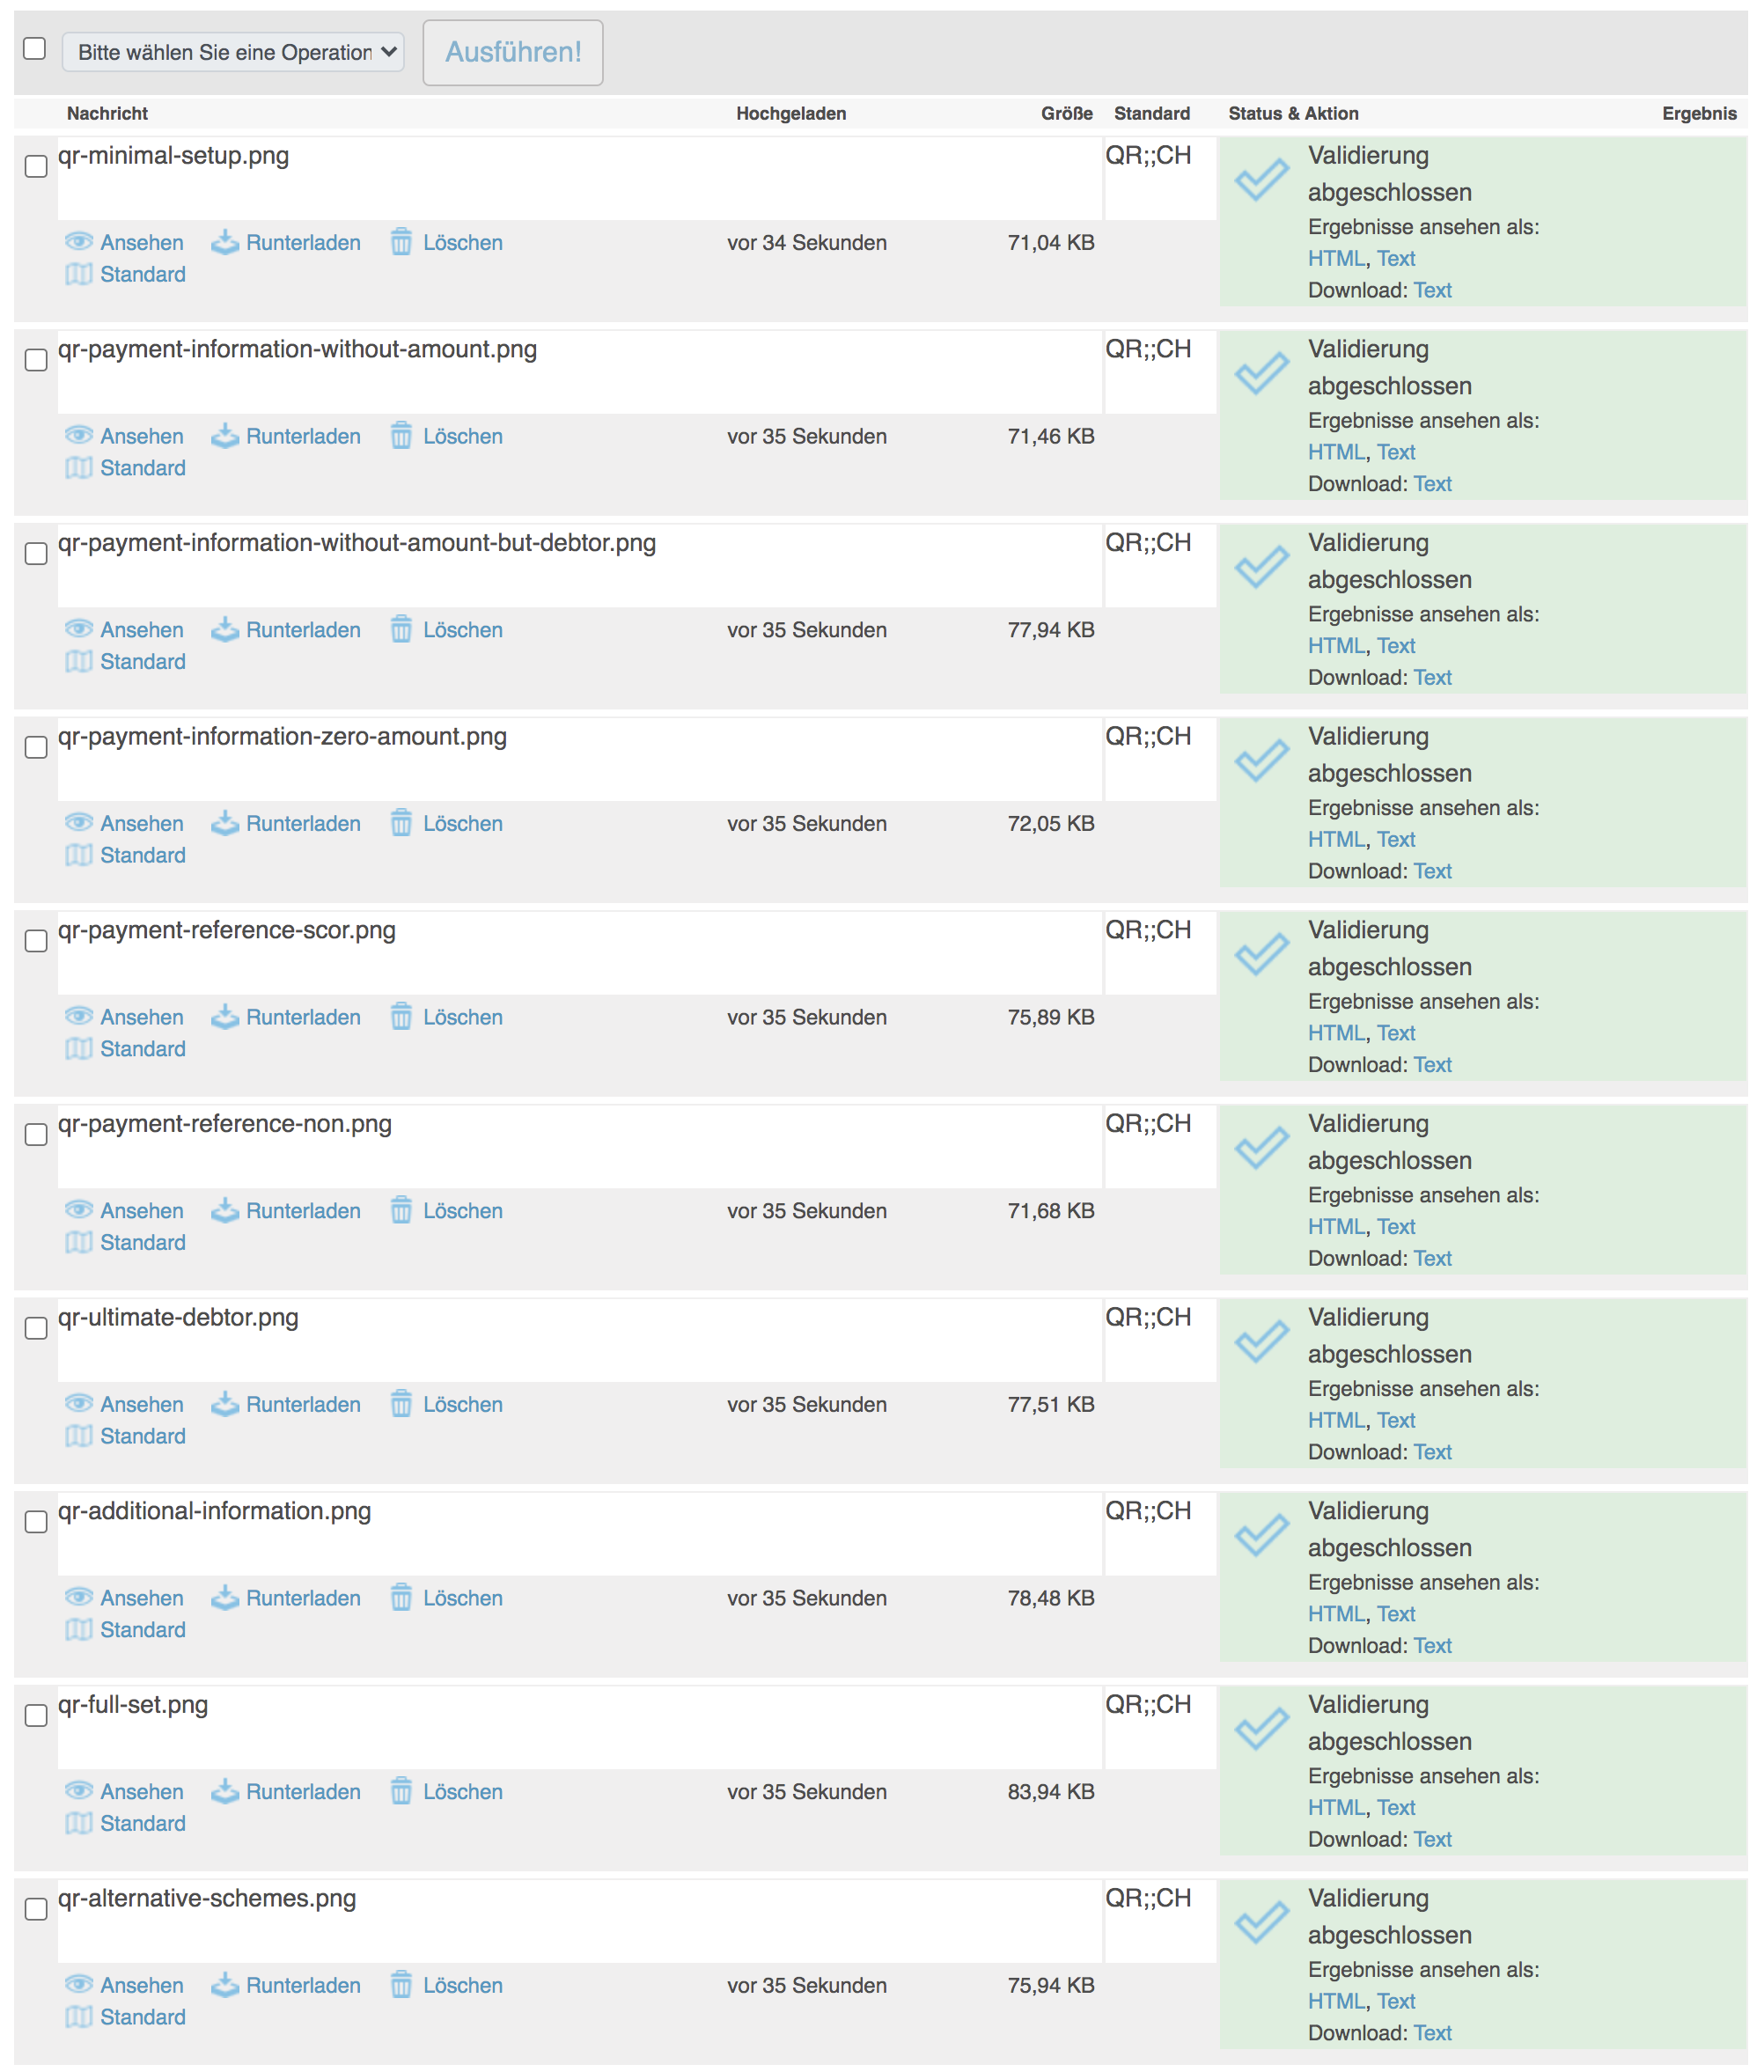 Bitte wählen Sie eine Operation Ausführen!
Nachricht Hochgeladen Größe Standard Status & Aktion Ergebnis
qr-minimal-setup.png QR;;CH Validierung
abgeschlossen
Ergebnisse ansehen als:
Ansehen Runterladen Löschen vor 34 Sekunden 71,04 KB
HTML, Text
Standard
Download: Text
qr-payment-information-without-amount.png QR;;CH Validierung
abgeschlossen
Ergebnisse ansehen als:
Ansehen Runterladen Löschen vor 35 Sekunden 71,46 KB
HTML, Text
Standard
Download: Text
qr-payment-information-without-amount-but-debtor.png QR;;CH Validierung
abgeschlossen
Ergebnisse ansehen als:
Ansehen Runterladen Löschen vor 35 Sekunden 77,94 KB
HTML, Text
Standard
Download: Text
qr-payment-information-zero-amount.png QR;;CH Validierung
abgeschlossen
Ergebnisse ansehen als:
Ansehen Runterladen Löschen vor 35 Sekunden 72,05 KB
HTML, Text
Standard
Download: Text
qr-payment-reference-scor.png QR;;CH Validierung
abgeschlossen
Ergebnisse ansehen als:
Ansehen Runterladen Löschen vor 35 Sekunden 75,89 KB
HTML, Text
Standard
Download: Text
qr-payment-reference-non.png QR;;CH Validierung
abgeschlossen
Ergebnisse ansehen als:
Ansehen Runterladen Löschen vor 35 Sekunden 71,68 KB
HTML, Text
Standard
Download: Text
qr-ultimate-debtor.png QR;;CH Validierung
abgeschlossen
Ergebnisse ansehen als:
Ansehen Runterladen Löschen vor 35 Sekunden 77,51 KB
HTML, Text
Standard
Download: Text
qr-additional-information.png QR;;CH Validierung
abgeschlossen
Ergebnisse ansehen als:
Ansehen Runterladen Löschen vor 35 Sekunden 78,48 KB
HTML, Text
Standard
Download: Text
qr-full-set.png QR;;CH Validierung
abgeschlossen
Ergebnisse ansehen als:
Ansehen Runterladen Löschen vor 35 Sekunden 83,94 KB
HTML, Text
Standard
Download: Text
qr-alternative-schemes.png QR;;CH Validierung
abgeschlossen
Ergebnisse ansehen als:
Ansehen Runterladen Löschen vor 35 Sekunden 75,94 KB
HTML, Text
Standard
Download: Text